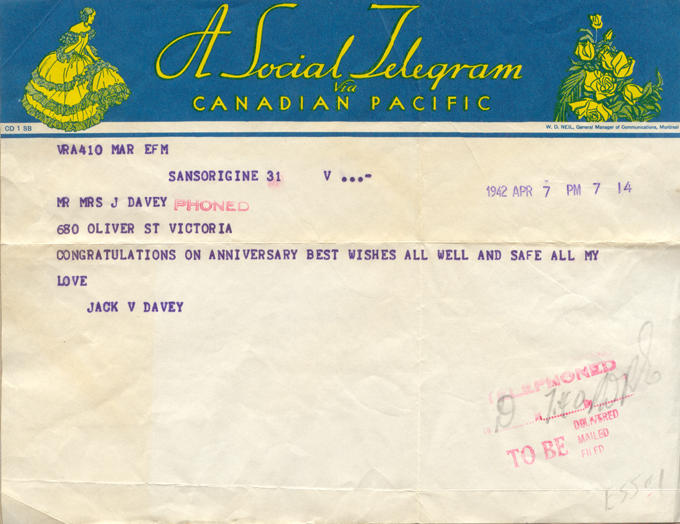 A Social Telegram
Via
CANADIAN PACIFIC
CD 1 SB
W. D. NEIL, General Manager of Communications, Montreal
VRA410 MAR EFM
SANSORIGINE 31 V ...-
1942 APR 7 PM 7 14
MR MRS J DAVEY PHONED
680 OLIVER ST VICTORIA
CONGRATULATIONS ON ANNIVERSARY BEST WISHES ALL WELL AND SAFE ALL MY
LOVE
JACK V DAVEY
TELEPHONED
TO BE
DELIVERED
MAILED
FILED